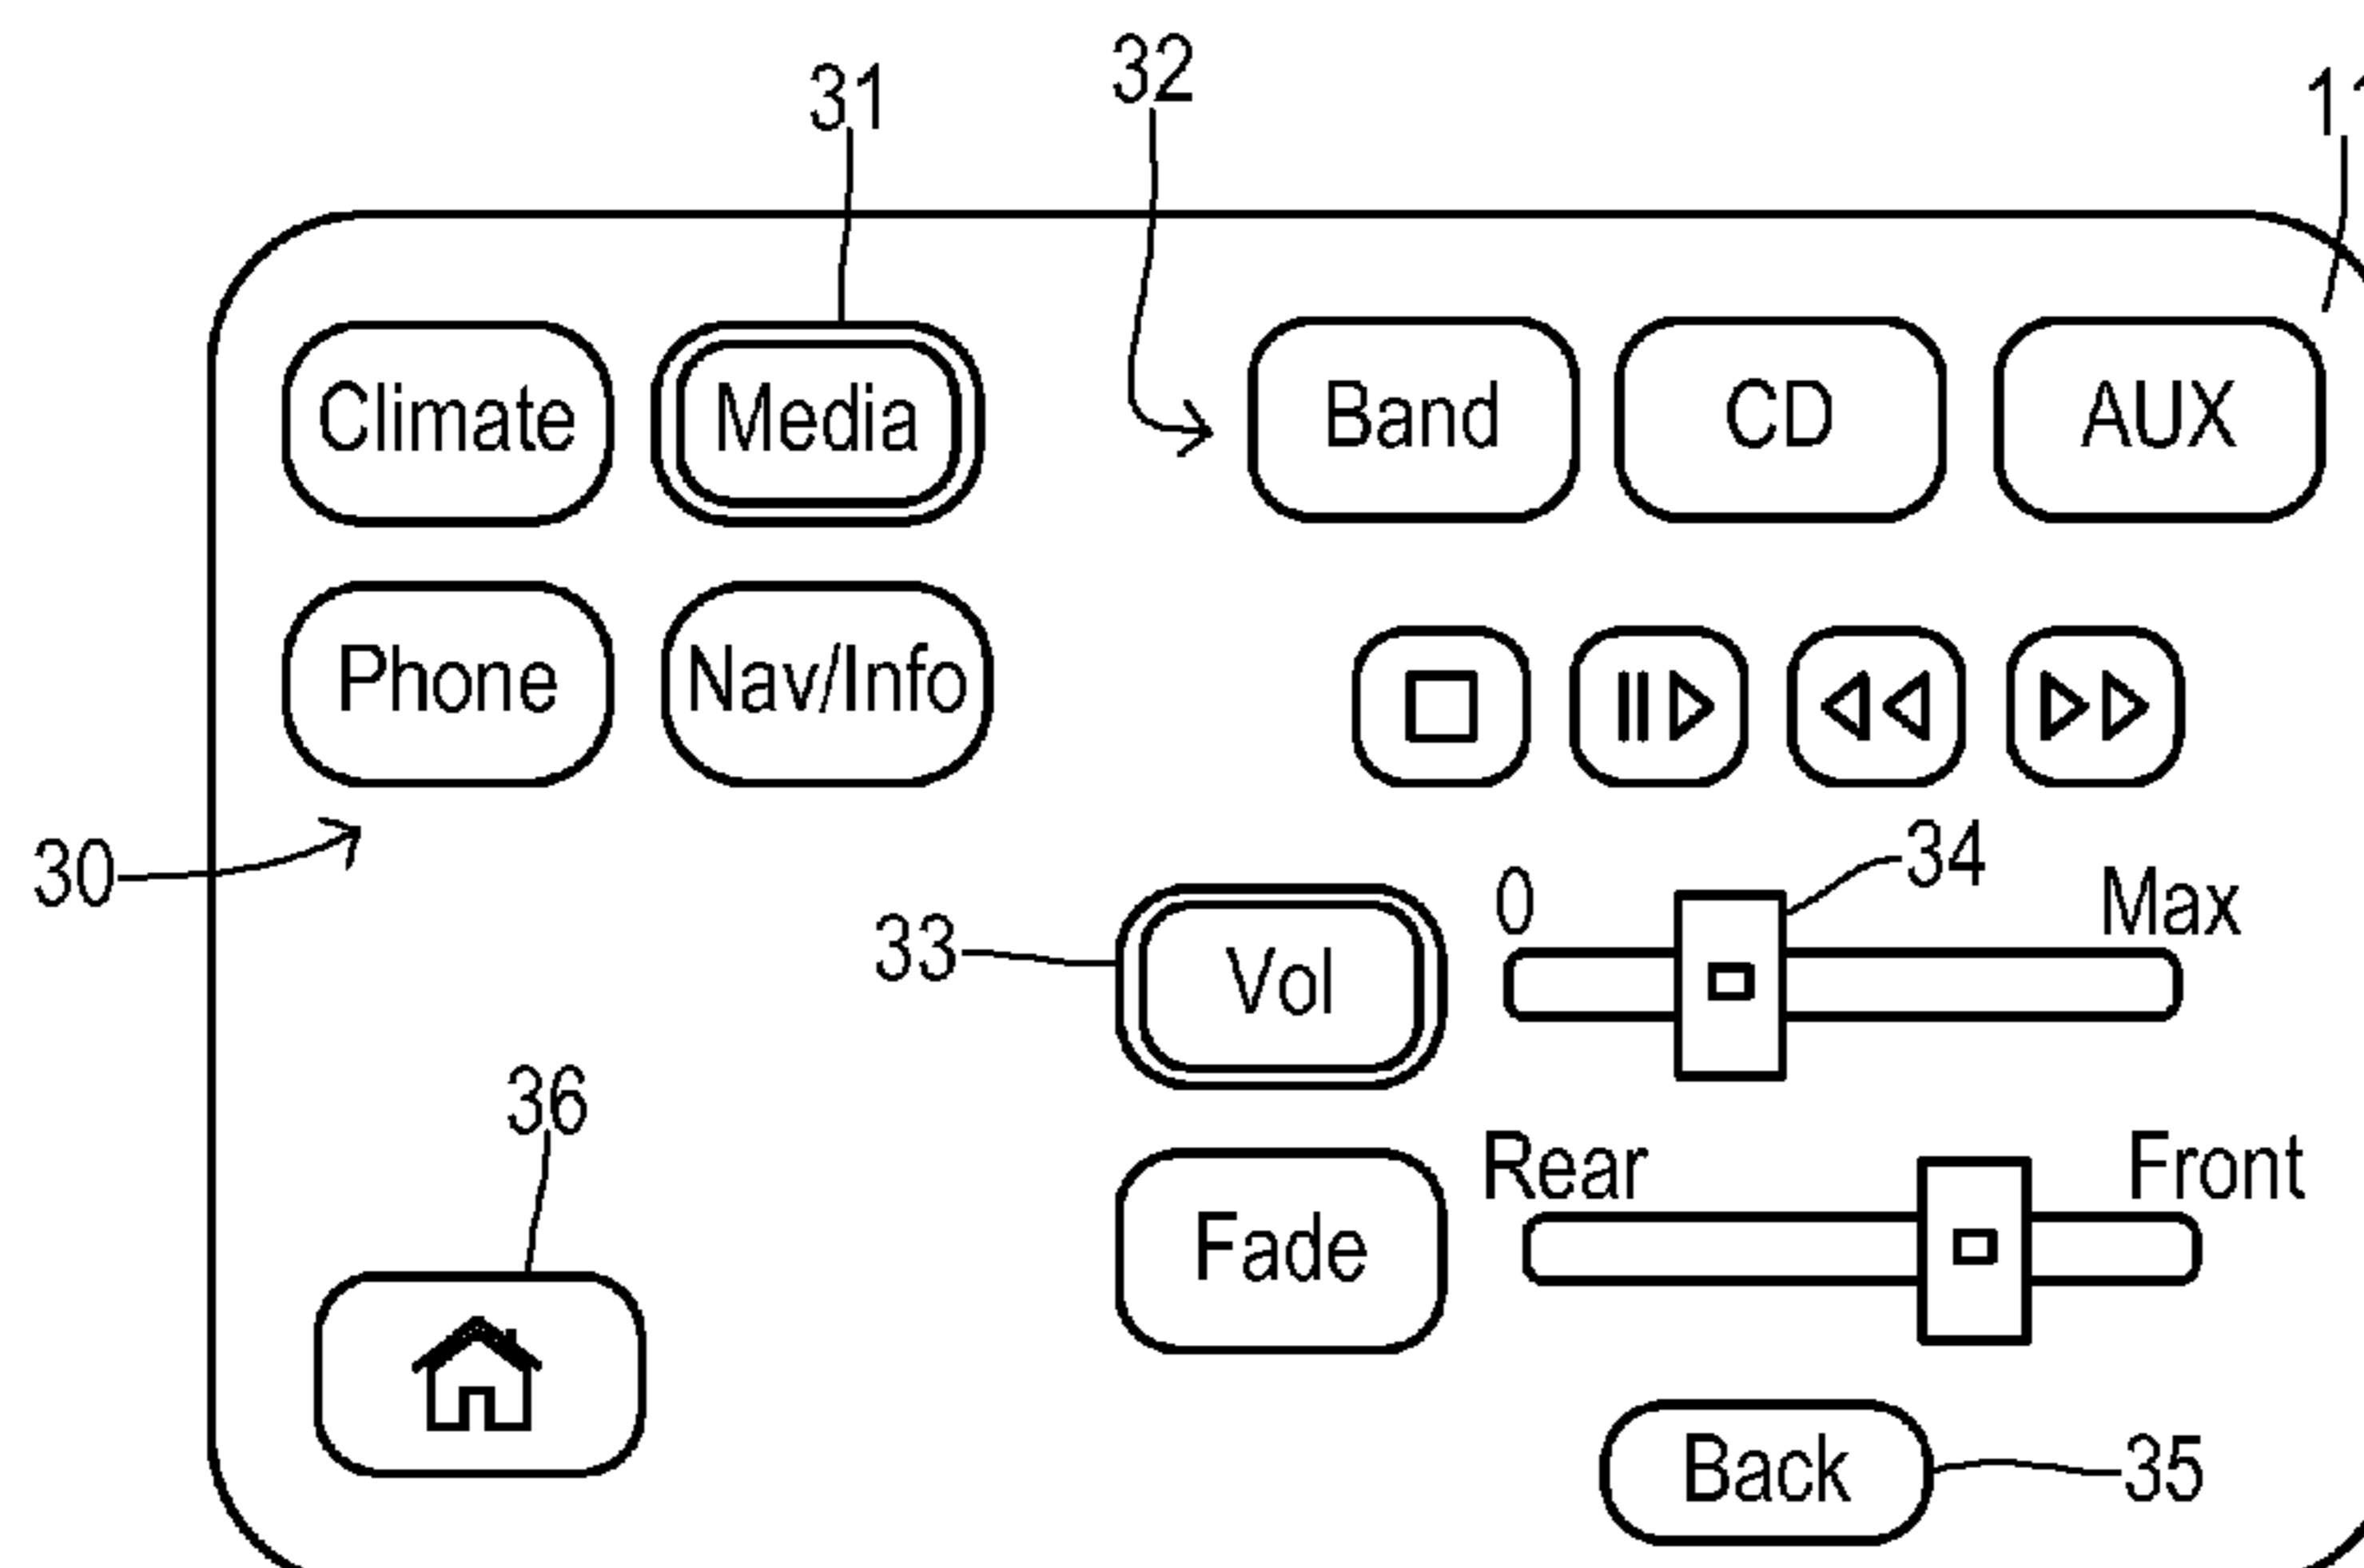 31 32 11
Climate Media Band CD AUX
Phone Nav/Info
30 34
0 Max
33 Vol
36 Rear Front
Fade
Back 35